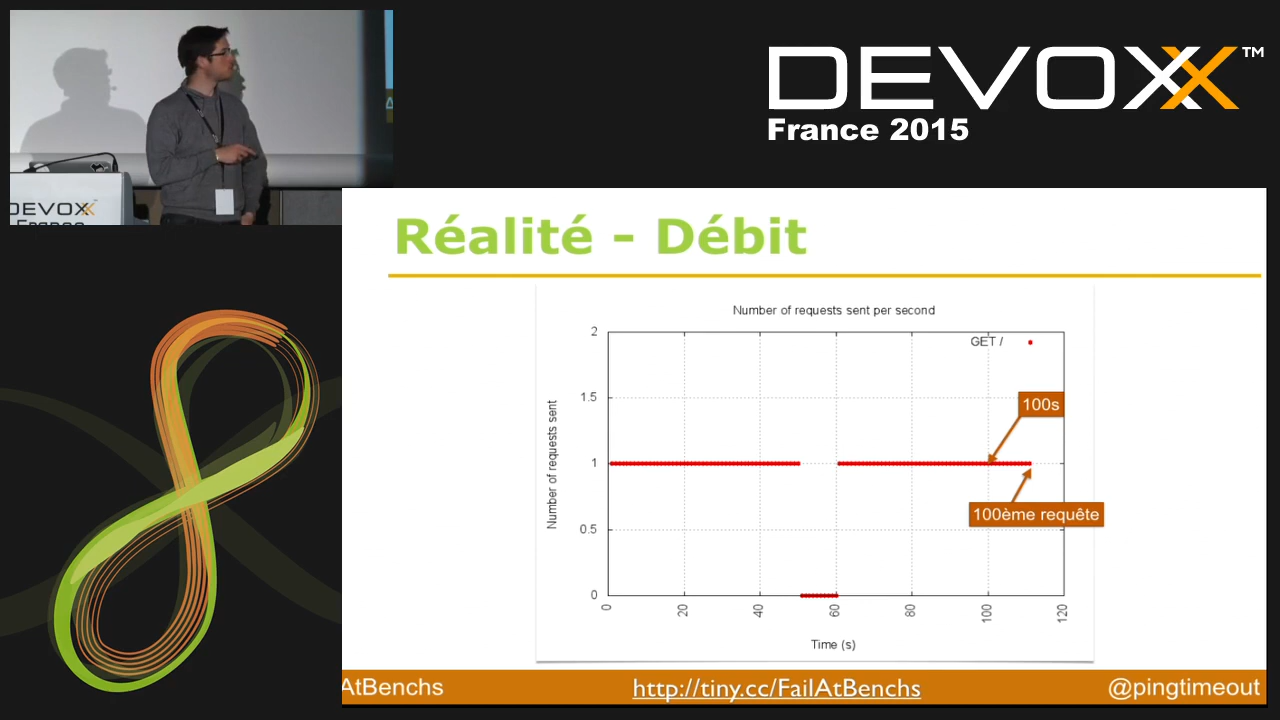 DEVOXX™
France 2015
DEVOXX
France
Réalité - Débit
Number of requests sent per second
GET /
Number of requests sent
2
1.5
1
0.5
0
100s
100ème requête
0
20
40
60
80
100
120
Time (s)
AtBenchs
http://tiny.cc/FailAtBenchs
@pingtimeout